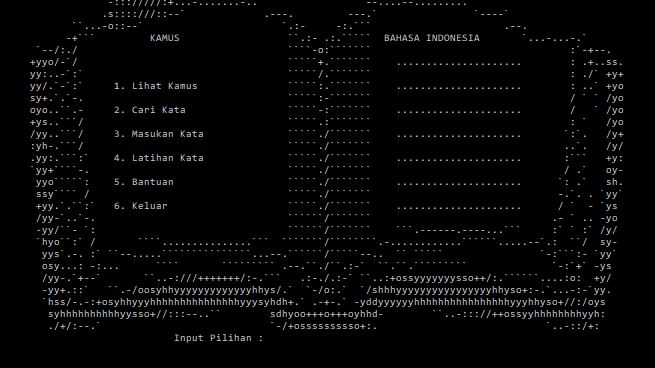 KAMUS BAHASA INDONESIA
1. Lihat Kamus
2. Cari Kata
3. Masukan Kata
4. Latihan Kata
5. Bantuan
6. Keluar
Input Pilihan :